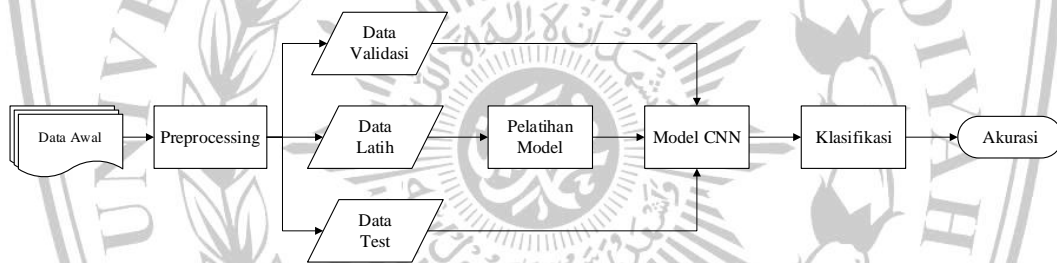 Data
Validasi
Data Awal
Preprocessing
Data
Latih
Pelatihan
Model
Model CNN
Klasifikasi
Akurasi
Data
Test